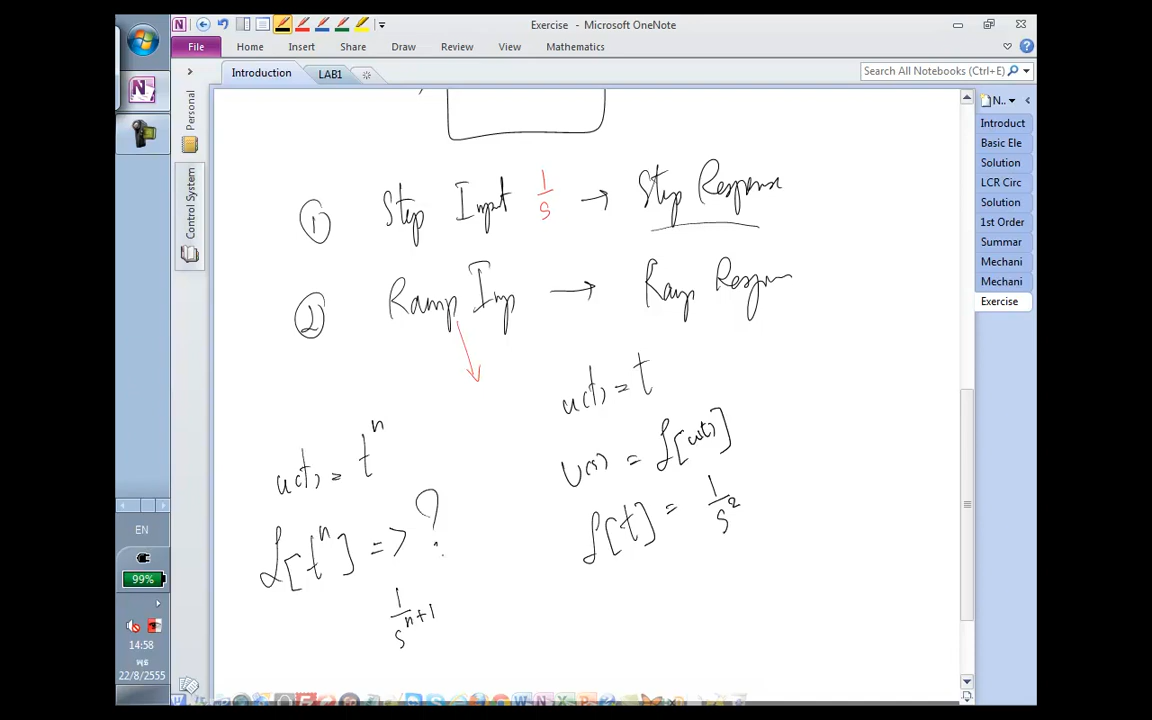 Exercise - Microsoft OneNote
File Home Insert Share Draw Review View Mathematics
Introduction LAB1
Search All Notebooks (Ctrl+E)
N..
Personal
Control System
Introduct
Basic Ele
Solution
LCR Circ
Solution
1st Order
Summar
Mechani
Mechani
Exercise
① Step Input 1/s → Step Response
② Ramp Inp → Ramp Respon
u(t) = t
U(s) = ℒ[u(t)]
ℒ[t] = 1/s²
u(t) = tⁿ
ℒ[tⁿ] => ?
1/sⁿ⁺¹
EN
99%
14:58
พธ
22/8/2555